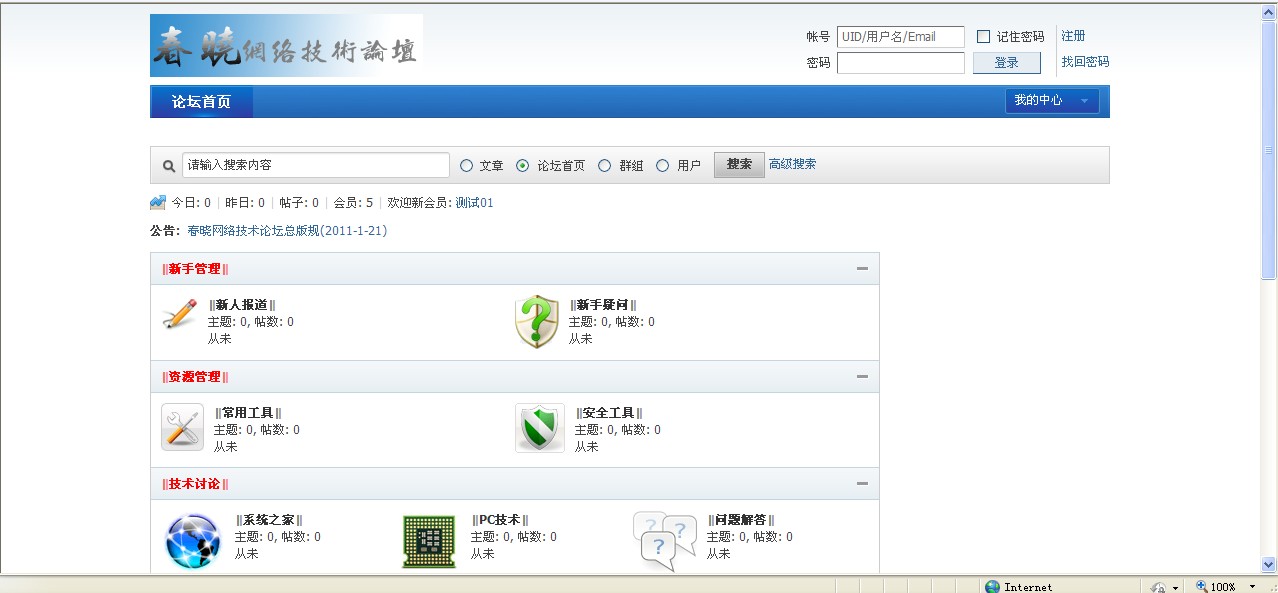 春曉網络技術論壇
帐号 UID/用户名/Email 记住密码 注册
密码 登录 找回密码
论坛首页 我的中心
请输入搜索内容 文章 论坛首页 群组 用户 搜索 高级搜索
今日: 0 | 昨日: 0 | 帖子: 0 | 会员: 5 | 欢迎新会员: 测试01
公告: 春晓网络技术论坛总版规(2011-1-21)
||新手管理||
||新人报道|| ||新手疑问||
主题: 0, 帖数: 0 主题: 0, 帖数: 0
从未 从未
||资源管理||
||常用工具|| ||安全工具||
主题: 0, 帖数: 0 主题: 0, 帖数: 0
从未 从未
||技术讨论||
||系统之家|| ||PC技术|| ||问题解答||
主题: 0, 帖数: 0 主题: 0, 帖数: 0 主题: 0, 帖数: 0
从未 从未 从未
Internet 100%